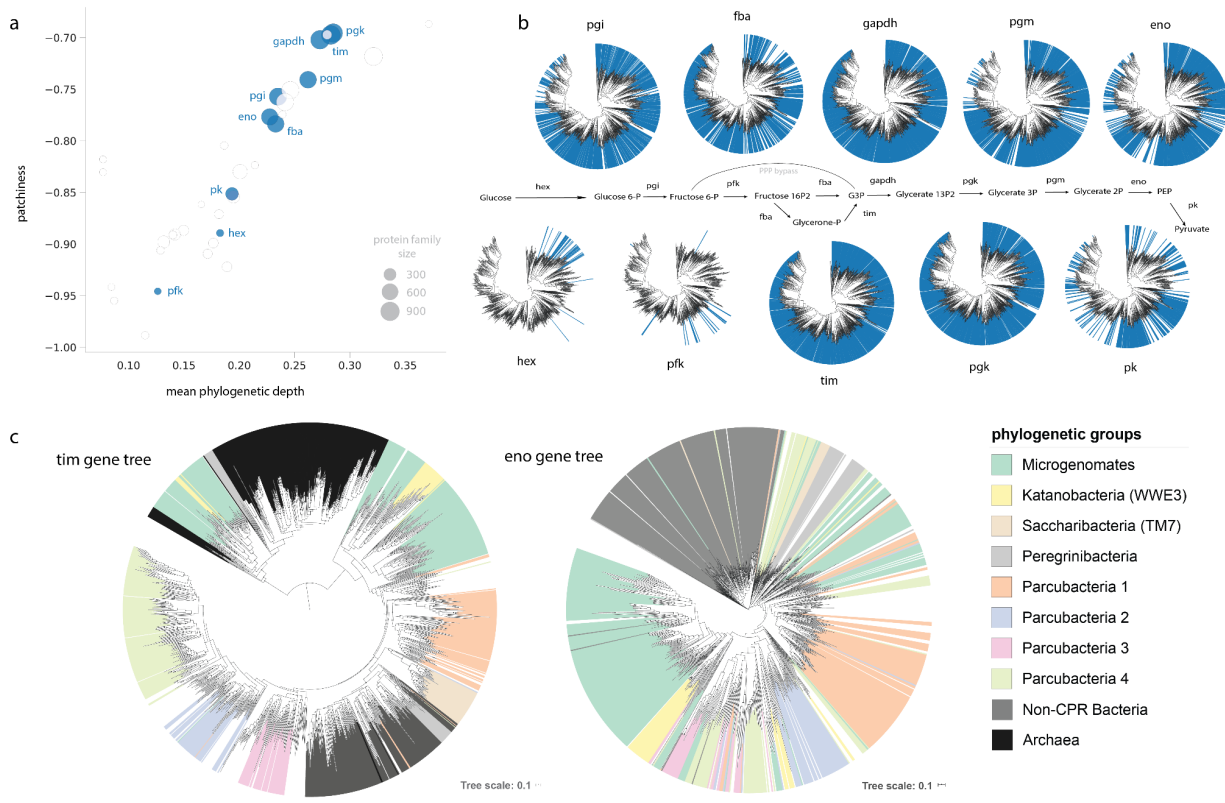 a
patchiness
−0.70
−0.75
−0.80
−0.85
−0.90
−0.95
−1.00
0.10 0.15 0.20 0.25 0.30 0.35
mean phylogenetic depth
gapdh
pgk
tim
pgm
pgi
eno
fba
pk
hex
pfk
protein family
size
300
600
900
b
pgi
fba
gapdh
pgm
eno
PPP bypass
Glucose
hex
Glucose 6-P
pgi
Fructose 6-P
pfk
Fructose 16P2
fba
G3P
gapdh
Glycerate 13P2
pgk
Glycerate 3P
pgm
Glycerate 2P
eno
PEP
fba
Glycerone-P
tim
pk
Pyruvate
hex
pfk
tim
pgk
pk
c
tim gene tree
Tree scale: 0.1
eno gene tree
Tree scale: 0.1
phylogenetic groups
Microgenomates
Katanobacteria (WWE3)
Saccharibacteria (TM7)
Peregrinibacteria
Parcubacteria 1
Parcubacteria 2
Parcubacteria 3
Parcubacteria 4
Non-CPR Bacteria
Archaea